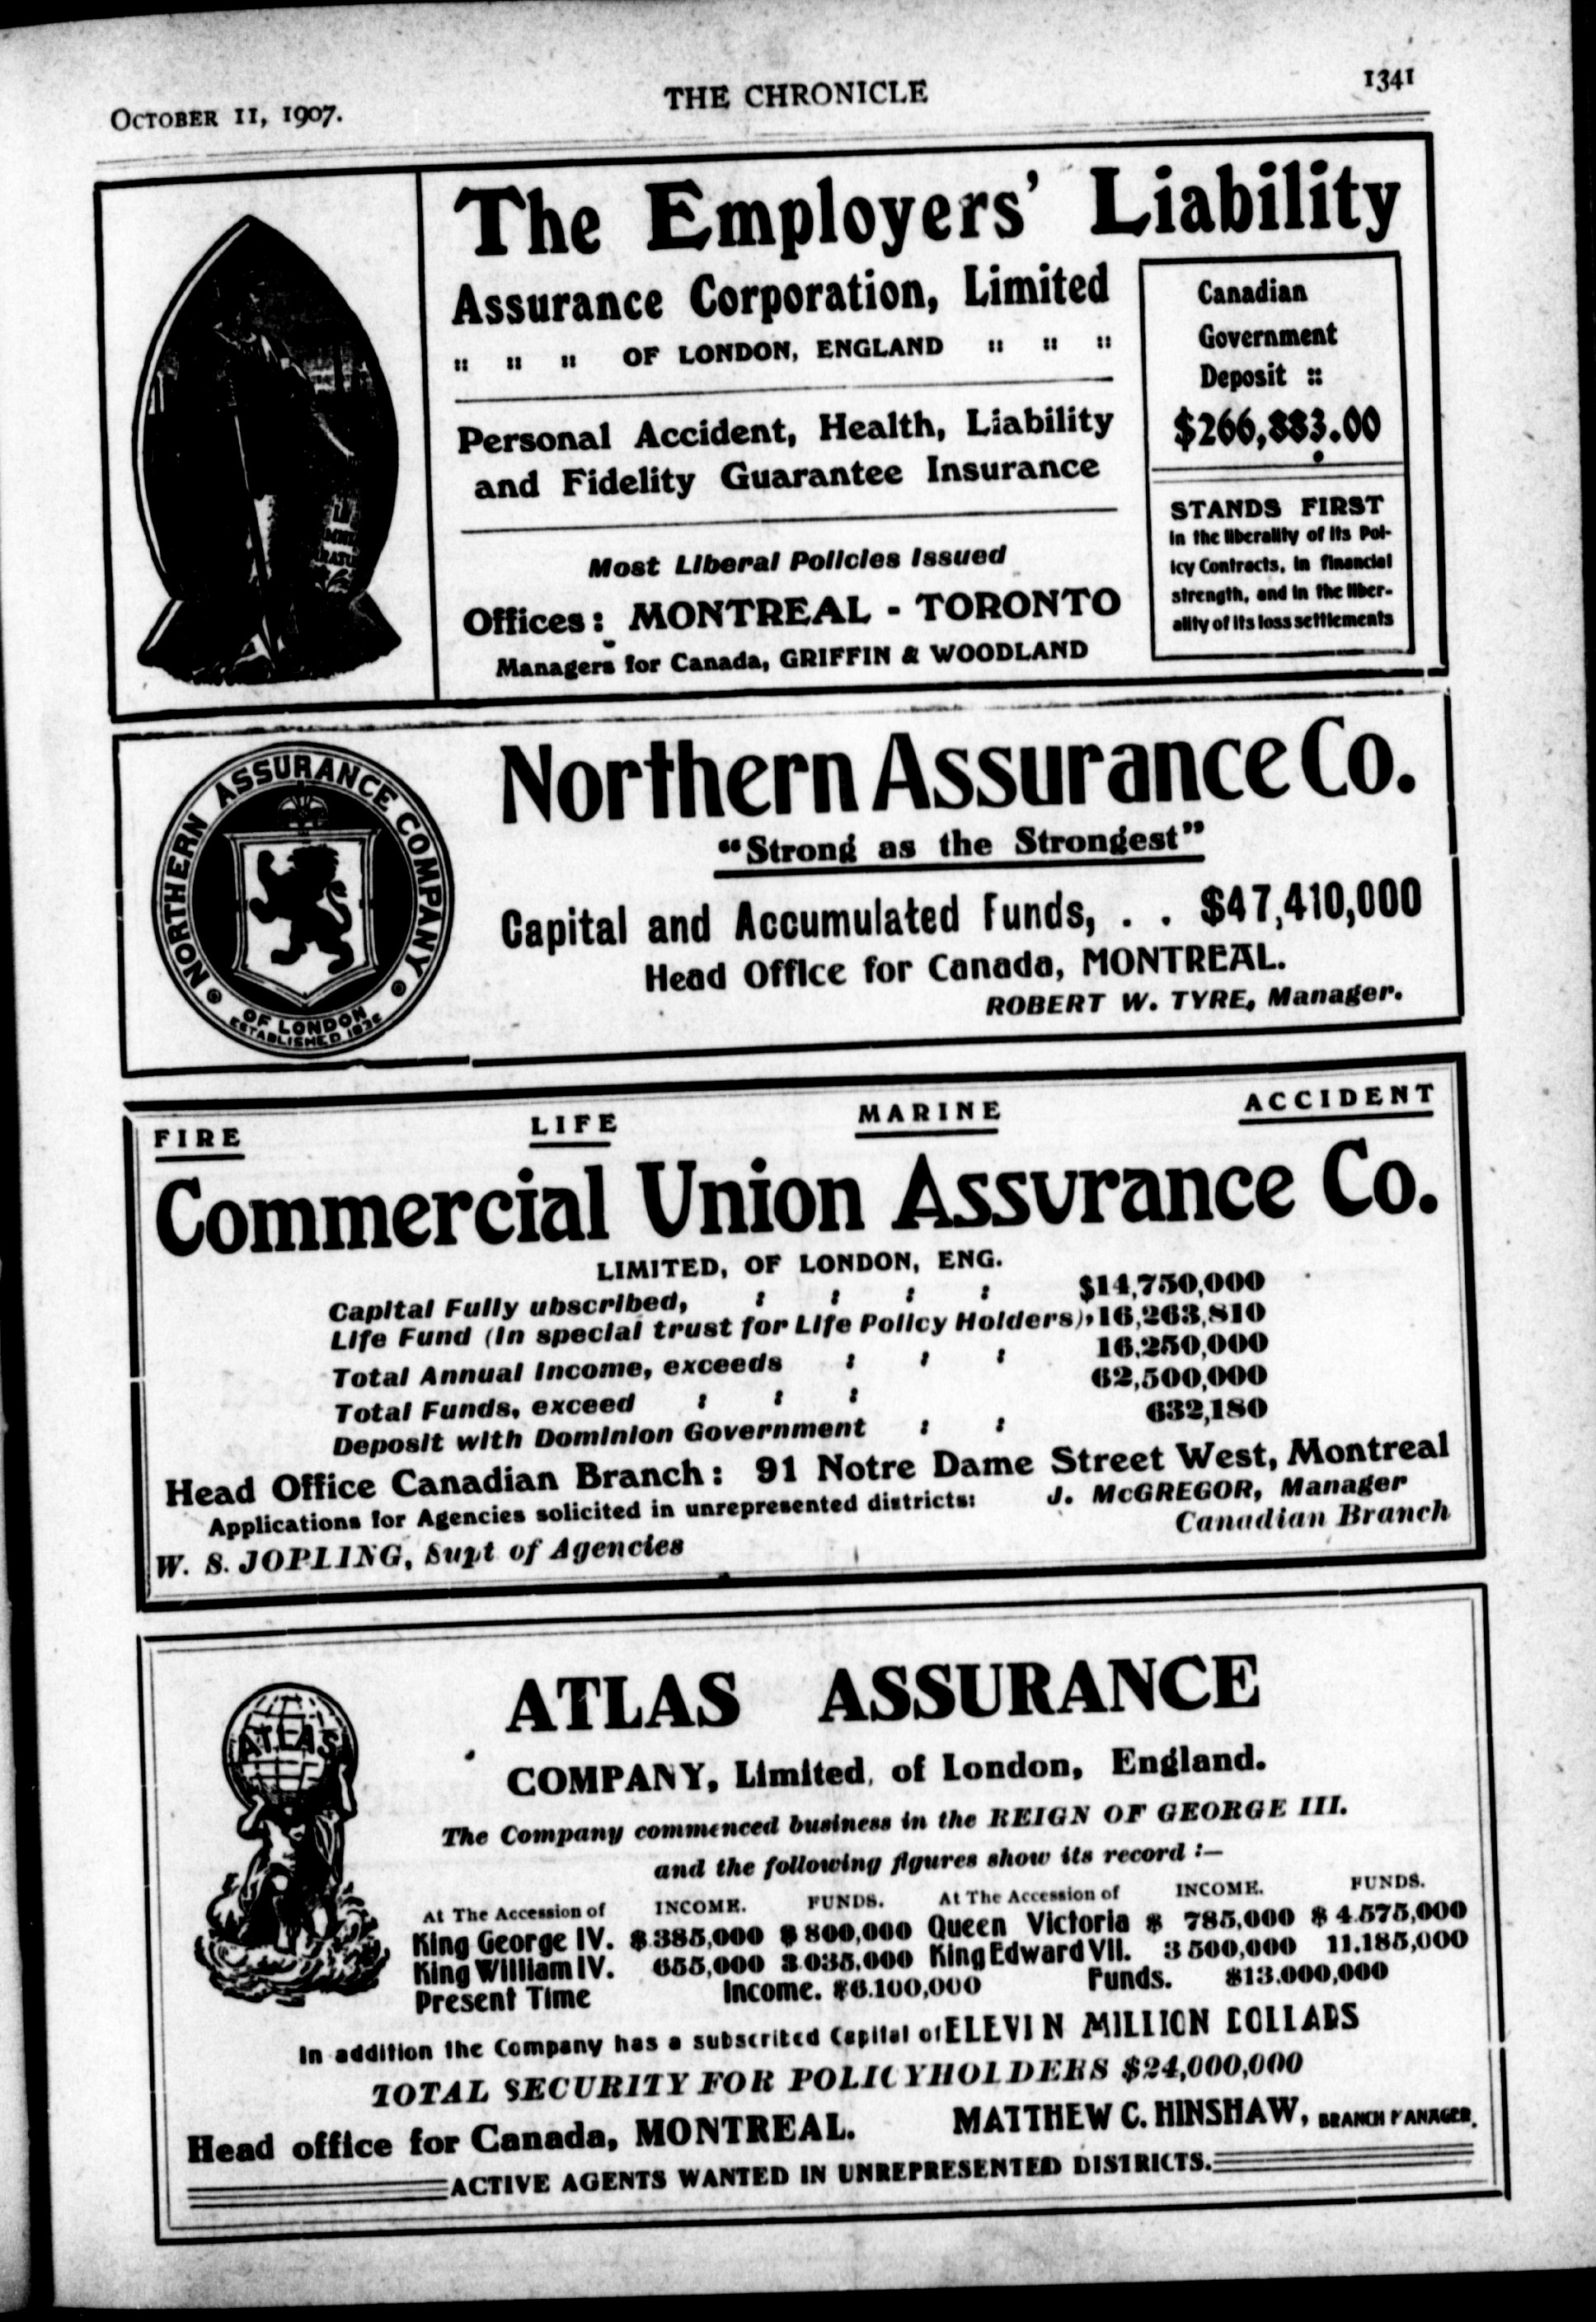 OCTOBER 11, 1907.
THE CHRONICLE
1341
The Employers' Liability
Assurance Corporation, Limited
:: :: :: OF LONDON, ENGLAND :: :: ::
Personal Accident, Health, Liability
and Fidelity Guarantee Insurance
Most Liberal Policies Issued
Offices: MONTREAL - TORONTO
Managers for Canada, GRIFFIN & WOODLAND
Canadian
Government
Deposit ::
$266,883.00
STANDS FIRST
in the liberality of its Pol-
icy Contracts, in financial
strength, and in the liber-
ality of its loss settlements
NORTHERN ASSURANCE COMPANY
OF LONDON
ESTABLISHED 1836
Northern Assurance Co.
"Strong as the Strongest"
Capital and Accumulated Funds, . . $47,410,000
Head Office for Canada, MONTREAL.
ROBERT W. TYRE, Manager.
FIRE LIFE MARINE ACCIDENT
Commercial Union Assurance Co.
LIMITED, OF LONDON, ENG.
Capital Fully ubscribed, : : : : $14,750,000
Life Fund (in special trust for Life Policy Holders), 16,263,810
Total Annual Income, exceeds : : : 16,250,000
Total Funds, exceed : : : 62,500,000
Deposit with Dominion Government : : 632,180
Head Office Canadian Branch: 91 Notre Dame Street West, Montreal
Applications for Agencies solicited in unrepresented districts: J. McGREGOR, Manager
Canadian Branch
W. S. JOPLING, Supt of Agencies
ATLAS
ATLAS ASSURANCE
COMPANY, Limited, of London, England.
The Company commenced business in the REIGN OF GEORGE III.
and the following figures show its record :—
At The Accession of INCOME. FUNDS. At The Accession of INCOME. FUNDS.
King George IV. $ 385,000 $ 800,000 Queen Victoria $ 785,000 $ 4.575,000
King William IV. 655,000 3.035,000 King Edward VII. 3 500,000 11.185,000
Present Time Income. $6.100,000 Funds. $13.000,000
In addition the Company has a subscribed Capital of ELEVEN MILLION DOLLARS
TOTAL SECURITY FOR POLICYHOLDERS $24,000,000
Head office for Canada, MONTREAL. MATTHEW C. HINSHAW, BRANCH MANAGER.
ACTIVE AGENTS WANTED IN UNREPRESENTED DISTRICTS.